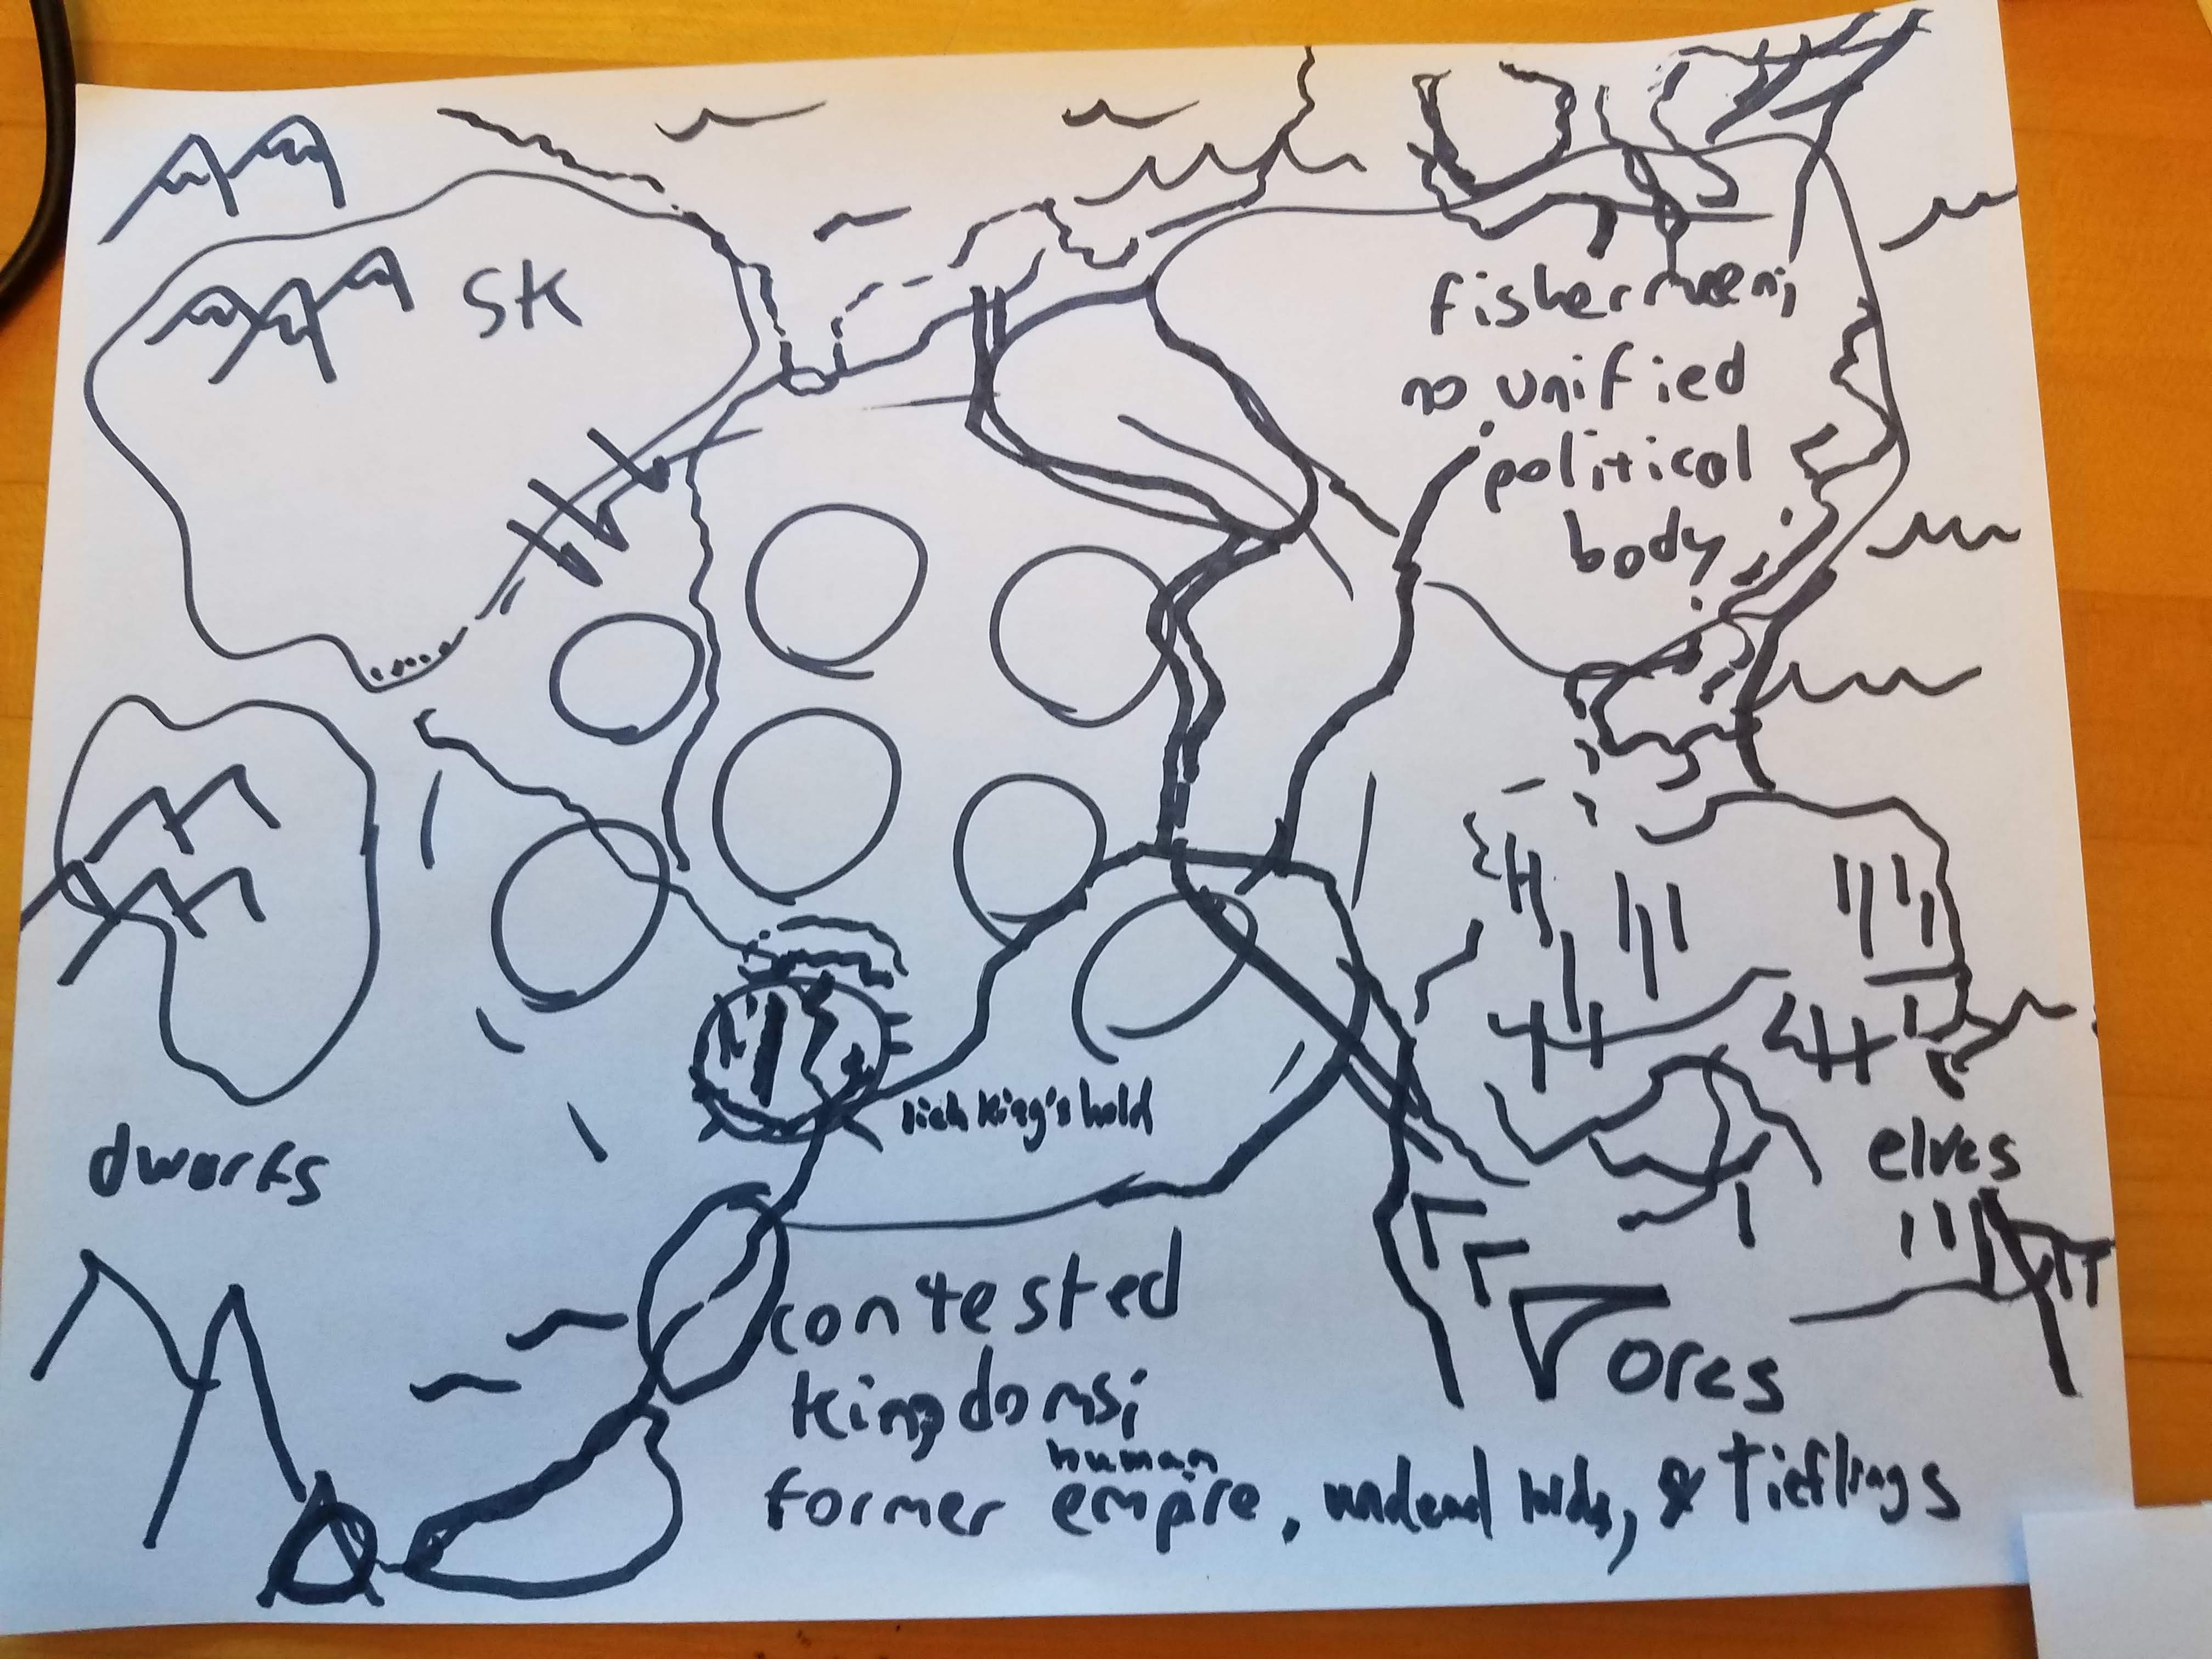 SK
fishermen;
no unified
political
body
lich king's hold
dwarfs
elves
contested
kingdoms;
orcs
human
former empire, undead lords, & Tieflings